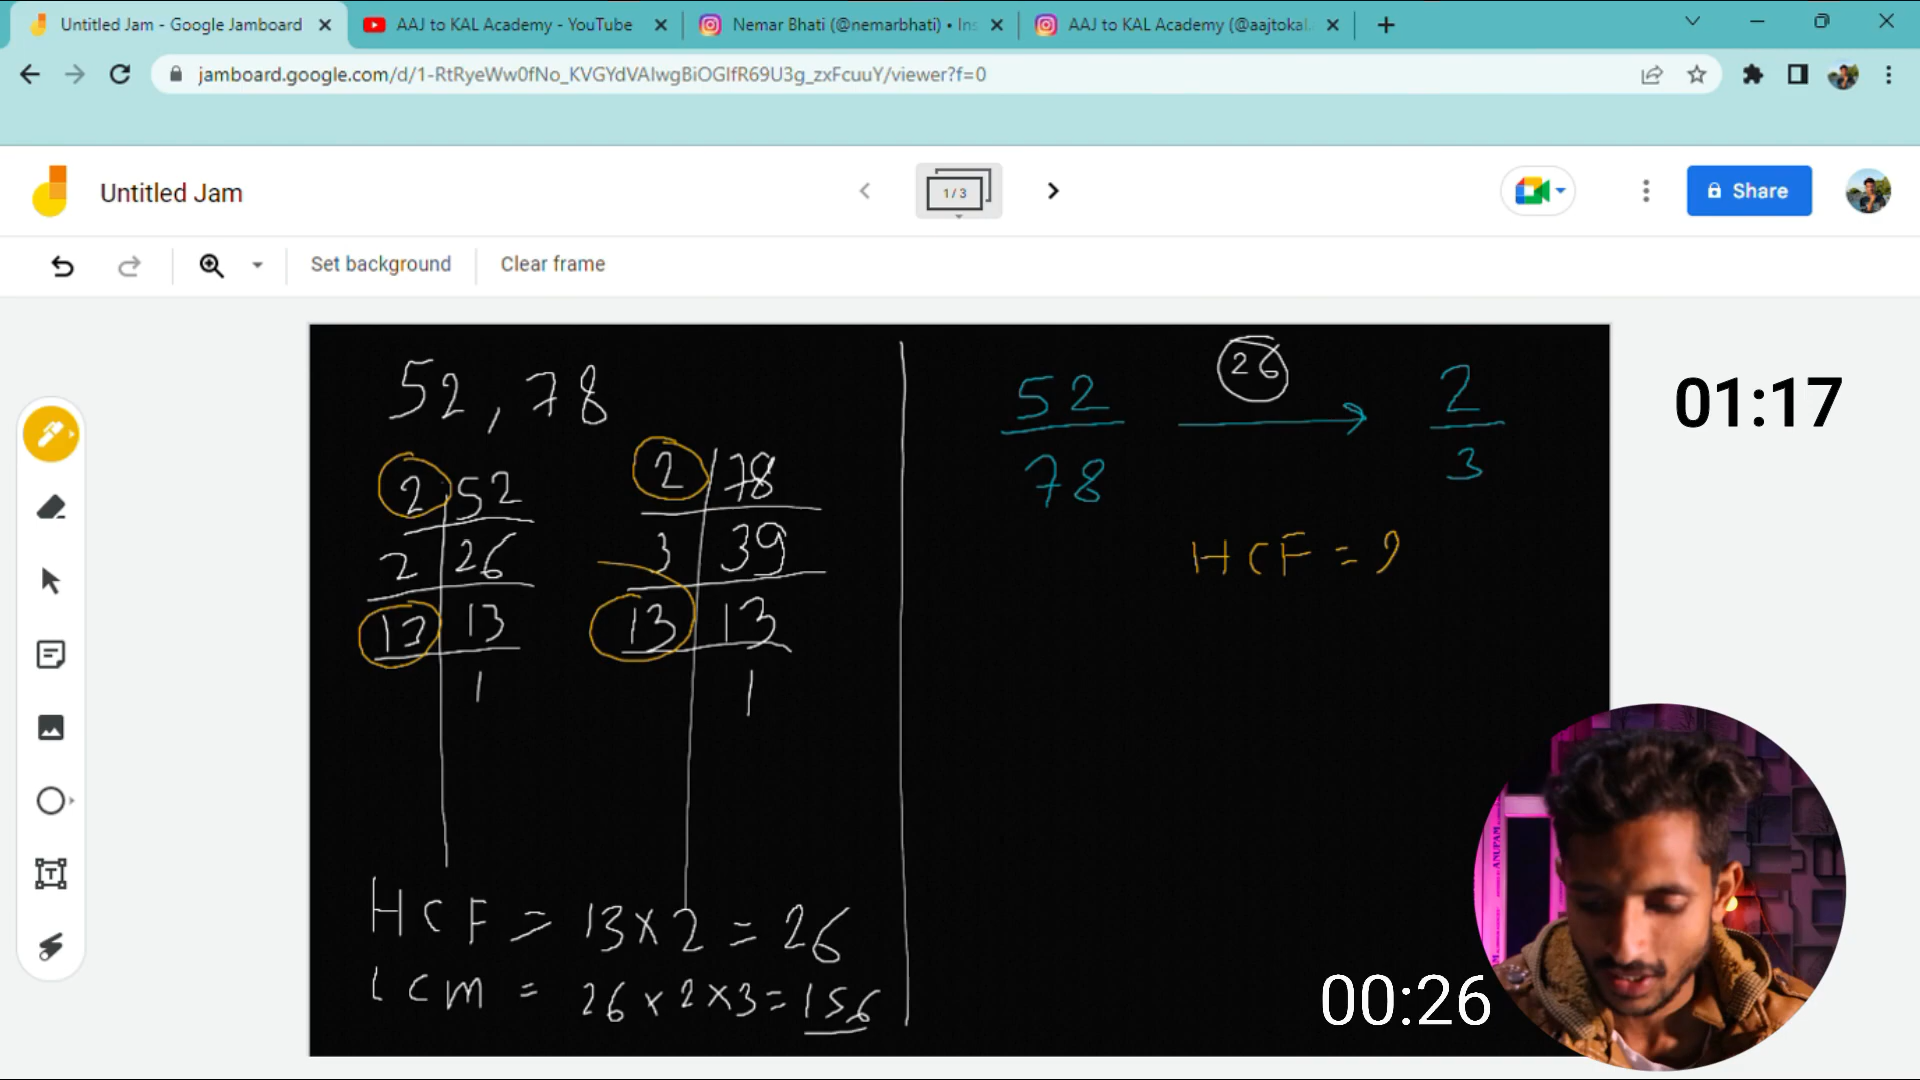 Untitled Jam - Google Jamboard
AAJ to KAL Academy - YouTube
Nemar Bhati (@nemarbhati) • Ins
AAJ to KAL Academy (@aajtokal.
jamboard.google.com/d/1-RtRyeWw0fNo_KVGYdVAIwgBiOGIfR69U3g_zxFcuuY/viewer?f=0
Untitled Jam
1/3
Share
Set background
Clear frame
52, 78
2 52
2 26
13 13
1
2 78
3 39
13 13
1
HCF = 13 x 2 = 26
LCM = 26 x 2 x 3 = 156
52
78
26
2
3
HCF = 2
01:17
00:26
ANUPAM